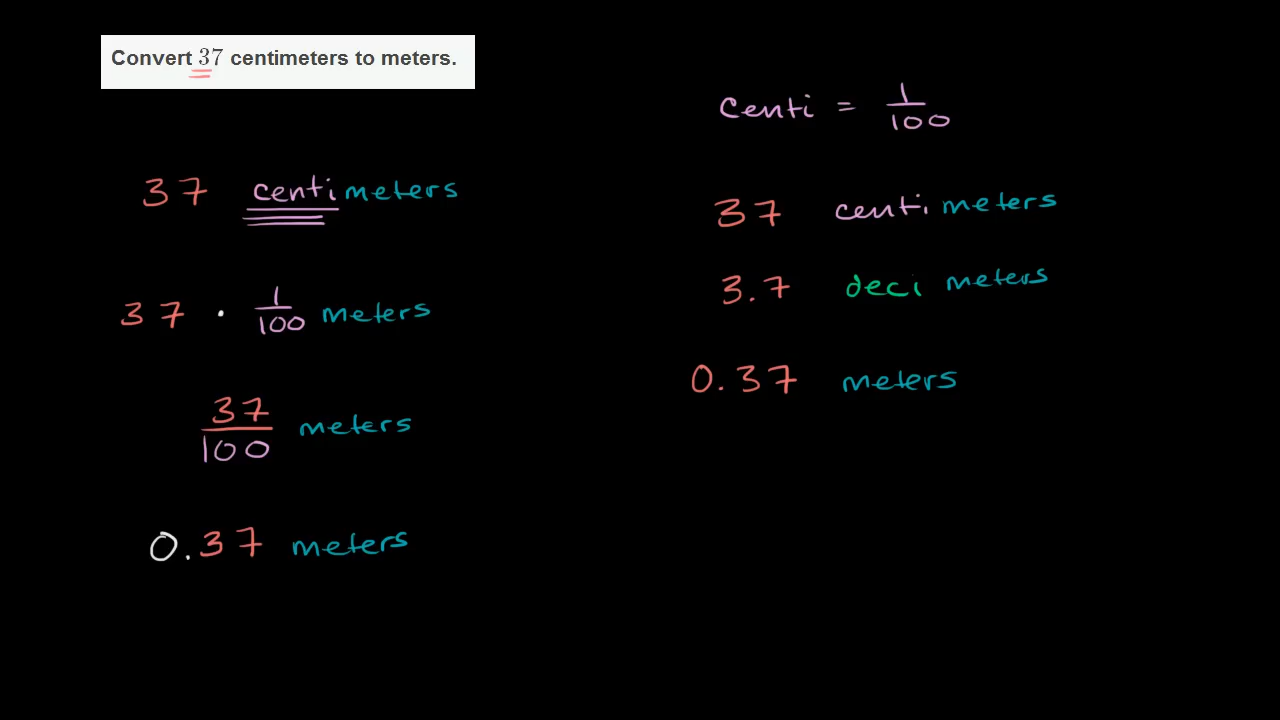 Convert 37 centimeters to meters.
37 centimeters
37 · 1/100 meters
37/100 meters
0.37 meters
centi = 1/100
37 centimeters
3.7 decimeters
0.37 meters